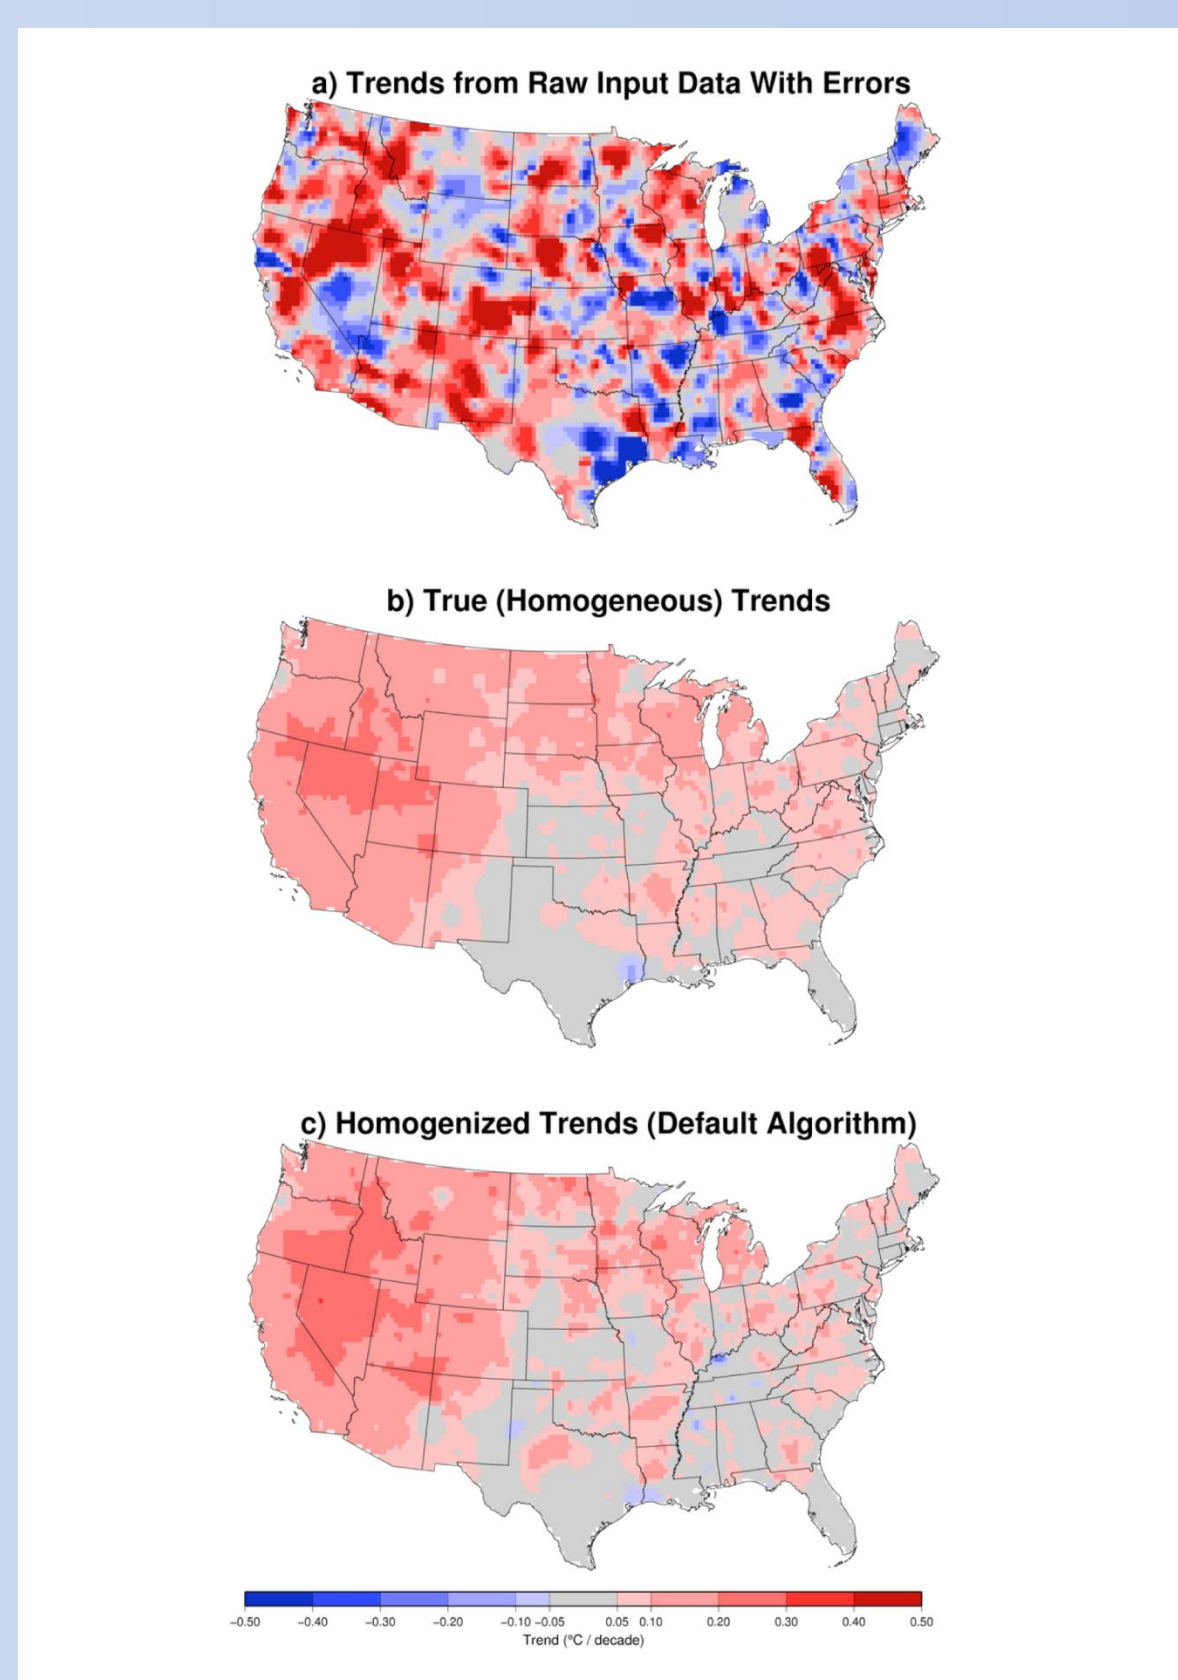 a) Trends from Raw Input Data With Errors
b) True (Homogeneous) Trends
c) Homogenized Trends (Default Algorithm)
−0.50 −0.40 −0.30 −0.20 −0.10 −0.05 0.05 0.10 0.20 0.30 0.40 0.50
Trend (°C / decade)